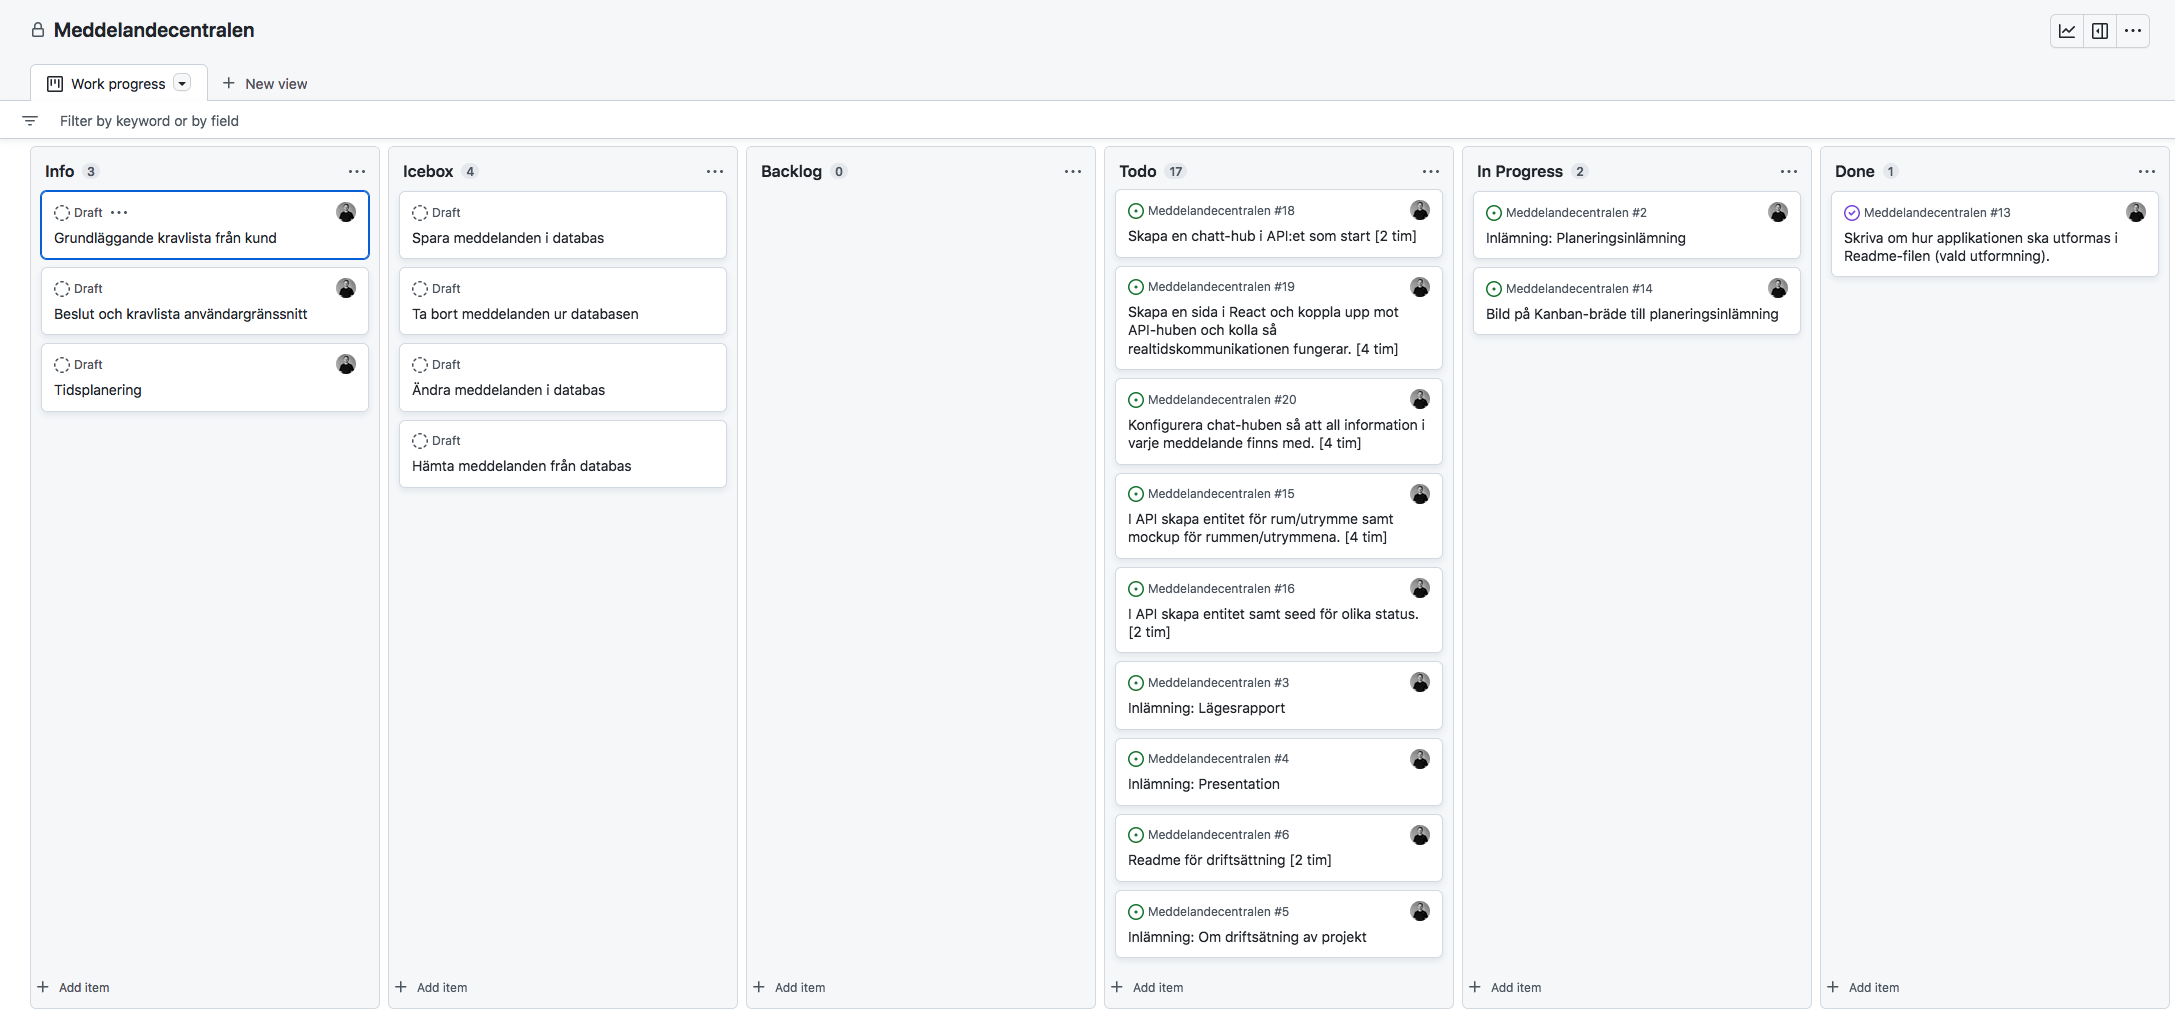 Meddelandecentralen
Work progress
New view
Filter by keyword or by field
Info 3
Draft
Grundläggande kravlista från kund
Draft
Beslut och kravlista användargränssnitt
Draft
Tidsplanering
Add item
Icebox 4
Draft
Spara meddelanden i databas
Draft
Ta bort meddelanden ur databasen
Draft
Ändra meddelanden i databas
Draft
Hämta meddelanden från databas
Add item
Backlog 0
Add item
Todo 17
Meddelandecentralen #18
Skapa en chatt-hub i API:et som start [2 tim]
Meddelandecentralen #19
Skapa en sida i React och koppla upp mot
API-huben och kolla så
realtidskommunikationen fungerar. [4 tim]
Meddelandecentralen #20
Konfigurera chat-huben så att all information i
varje meddelande finns med. [4 tim]
Meddelandecentralen #15
I API skapa entitet för rum/utrymme samt
mockup för rummen/utrymmena. [4 tim]
Meddelandecentralen #16
I API skapa entitet samt seed för olika status.
[2 tim]
Meddelandecentralen #3
Inlämning: Lägesrapport
Meddelandecentralen #4
Inlämning: Presentation
Meddelandecentralen #6
Readme för driftsättning [2 tim]
Meddelandecentralen #5
Inlämning: Om driftsätning av projekt
Add item
In Progress 2
Meddelandecentralen #2
Inlämning: Planeringsinlämning
Meddelandecentralen #14
Bild på Kanban-bräde till planeringsinlämning
Add item
Done 1
Meddelandecentralen #13
Skriva om hur applikationen ska utformas i
Readme-filen (vald utformning).
Add item